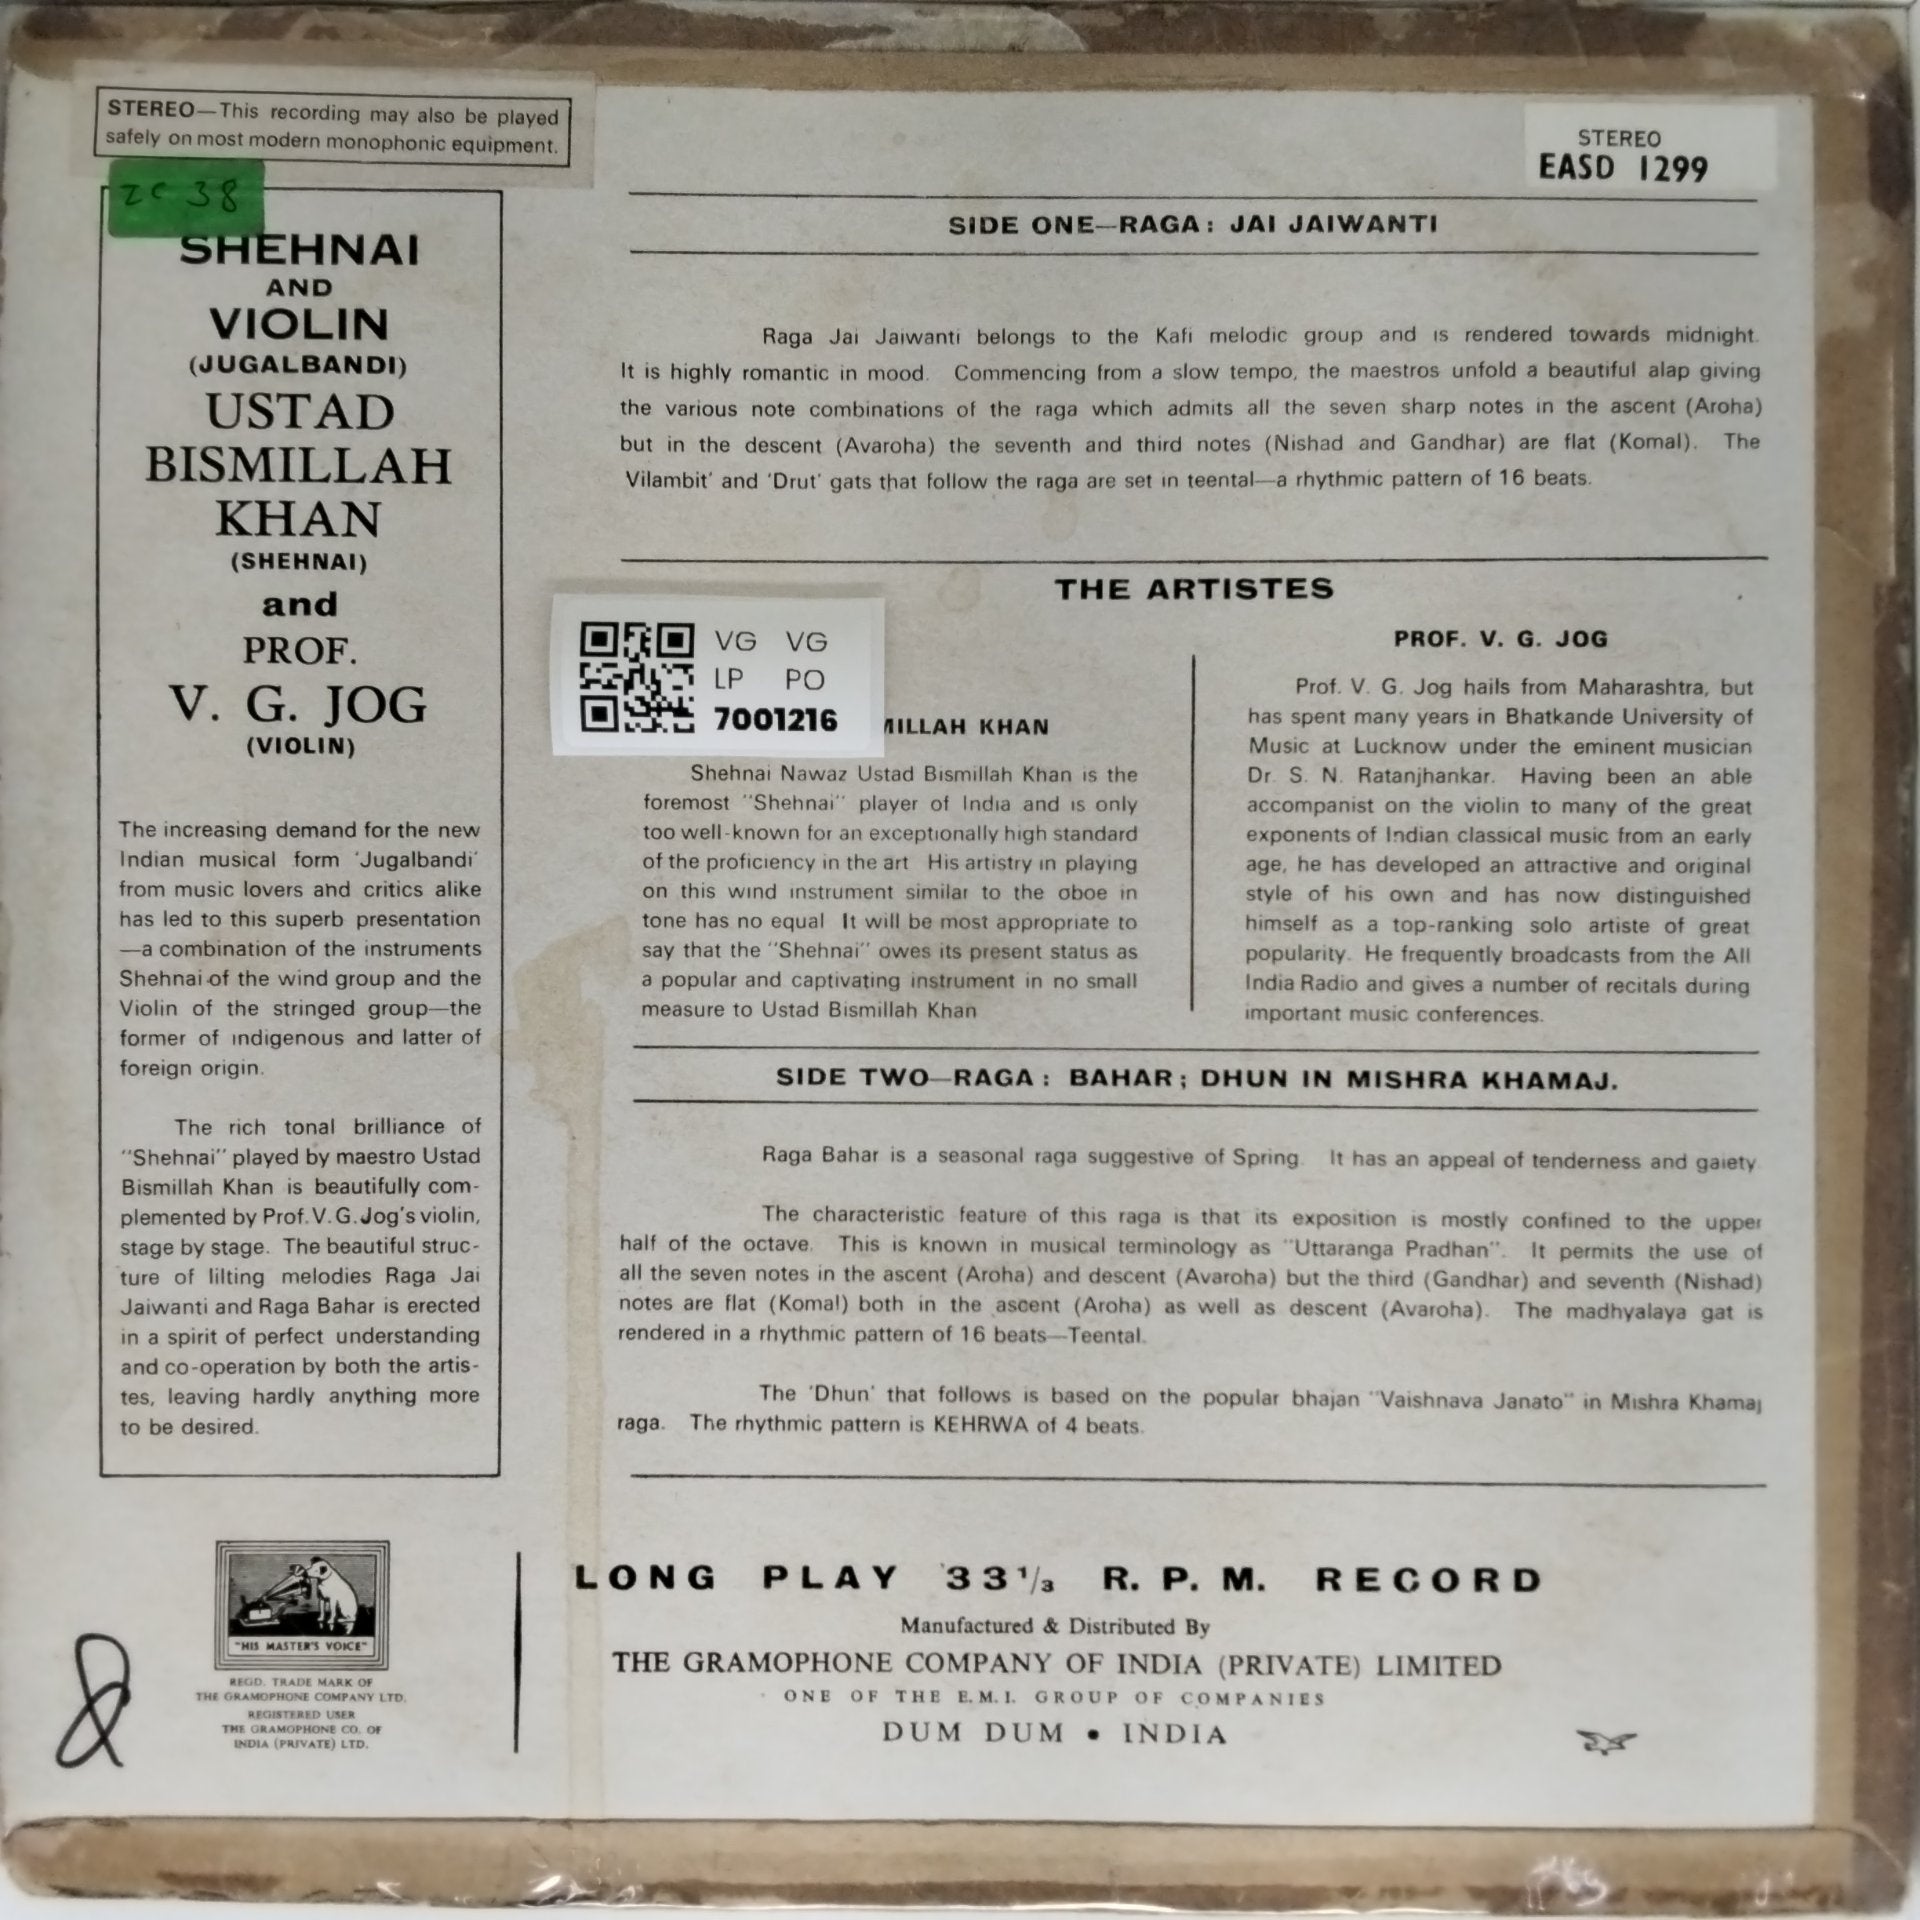 STEREO—This recording may also be played
safely on most modern monophonic equipment.
2C 38
SHEHNAI
AND
VIOLIN
(JUGALBANDI)
USTAD
BISMILLAH
KHAN
(SHEHNAI)
and
PROF.
V. G. JOG
(VIOLIN)
The increasing demand for the new
Indian musical form 'Jugalbandi'
from music lovers and critics alike
has led to this superb presentation
—a combination of the instruments
Shehnai of the wind group and the
Violin of the stringed group—the
former of indigenous and latter of
foreign origin.
The rich tonal brilliance of
"Shehnai" played by maestro Ustad
Bismillah Khan is beautifully com-
plemented by Prof. V. G. Jog's violin,
stage by stage. The beautiful struc-
ture of lilting melodies Raga Jai
Jaiwanti and Raga Bahar is erected
in a spirit of perfect understanding
and co-operation by both the artis-
tes, leaving hardly anything more
to be desired.
STEREO
EASD 1299
SIDE ONE—RAGA: JAI JAIWANTI
Raga Jai Jaiwanti belongs to the Kafi melodic group and is rendered towards midnight.
It is highly romantic in mood. Commencing from a slow tempo, the maestros unfold a beautiful alap giving
the various note combinations of the raga which admits all the seven sharp notes in the ascent (Aroha)
but in the descent (Avaroha) the seventh and third notes (Nishad and Gandhar) are flat (Komal). The
Vilambit' and 'Drut' gats that follow the raga are set in teental—a rhythmic pattern of 16 beats.
THE ARTISTES
VG VG
LP PO
7001216
MILLAH KHAN
Shehnai Nawaz Ustad Bismillah Khan is the
foremost "Shehnai" player of India and is only
too well-known for an exceptionally high standard
of the proficiency in the art His artistry in playing
on this wind instrument similar to the oboe in
tone has no equal It will be most appropriate to
say that the "Shehnai" owes its present status as
a popular and captivating instrument in no small
measure to Ustad Bismillah Khan
PROF. V. G. JOG
Prof. V. G. Jog hails from Maharashtra, but
has spent many years in Bhatkande University of
Music at Lucknow under the eminent musician
Dr. S. N. Ratanjhankar. Having been an able
accompanist on the violin to many of the great
exponents of Indian classical music from an early
age, he has developed an attractive and original
style of his own and has now distinguished
himself as a top-ranking solo artiste of great
popularity. He frequently broadcasts from the All
India Radio and gives a number of recitals during
important music conferences.
SIDE TWO—RAGA: BAHAR; DHUN IN MISHRA KHAMAJ.
Raga Bahar is a seasonal raga suggestive of Spring It has an appeal of tenderness and gaiety
The characteristic feature of this raga is that its exposition is mostly confined to the upper
half of the octave. This is known in musical terminology as "Uttaranga Pradhan". It permits the use of
all the seven notes in the ascent (Aroha) and descent (Avaroha) but the third (Gandhar) and seventh (Nishad)
notes are flat (Komal) both in the ascent (Aroha) as well as descent (Avaroha). The madhyalaya gat is
rendered in a rhythmic pattern of 16 beats—Teental.
The 'Dhun' that follows is based on the popular bhajan "Vaishnava Janato" in Mishra Khamaj
raga. The rhythmic pattern is KEHRWA of 4 beats.
"HIS MASTER'S VOICE"
REGD. TRADE MARK OF
THE GRAMOPHONE COMPANY LTD.
REGISTERED USER
THE GRAMOPHONE CO. OF
INDIA (PRIVATE) LTD.
LONG PLAY 33 1/3 R. P. M. RECORD
Manufactured & Distributed By
THE GRAMOPHONE COMPANY OF INDIA (PRIVATE) LIMITED
ONE OF THE E.M.I. GROUP OF COMPANIES
DUM DUM • INDIA